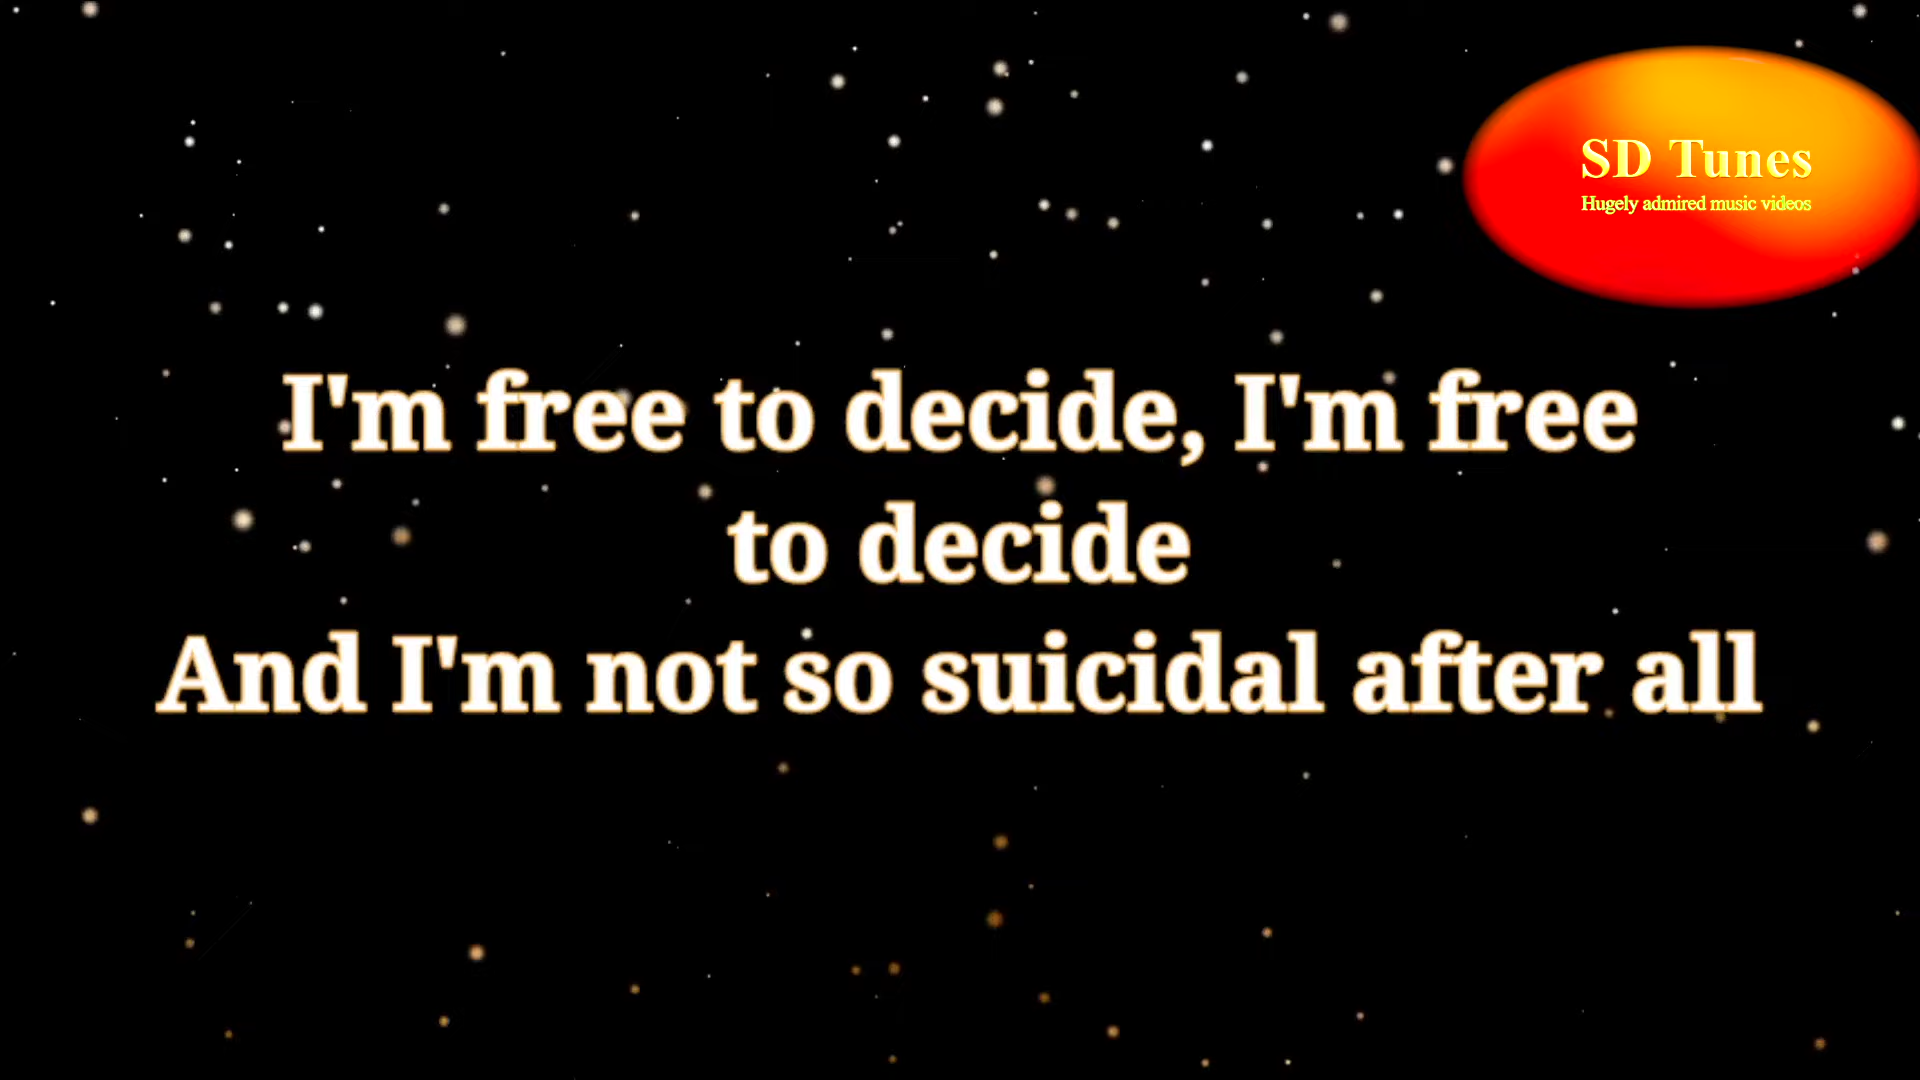 SD Tunes
Hugely admired music videos
I'm free to decide, I'm free
to decide
And I'm not so suicidal after all